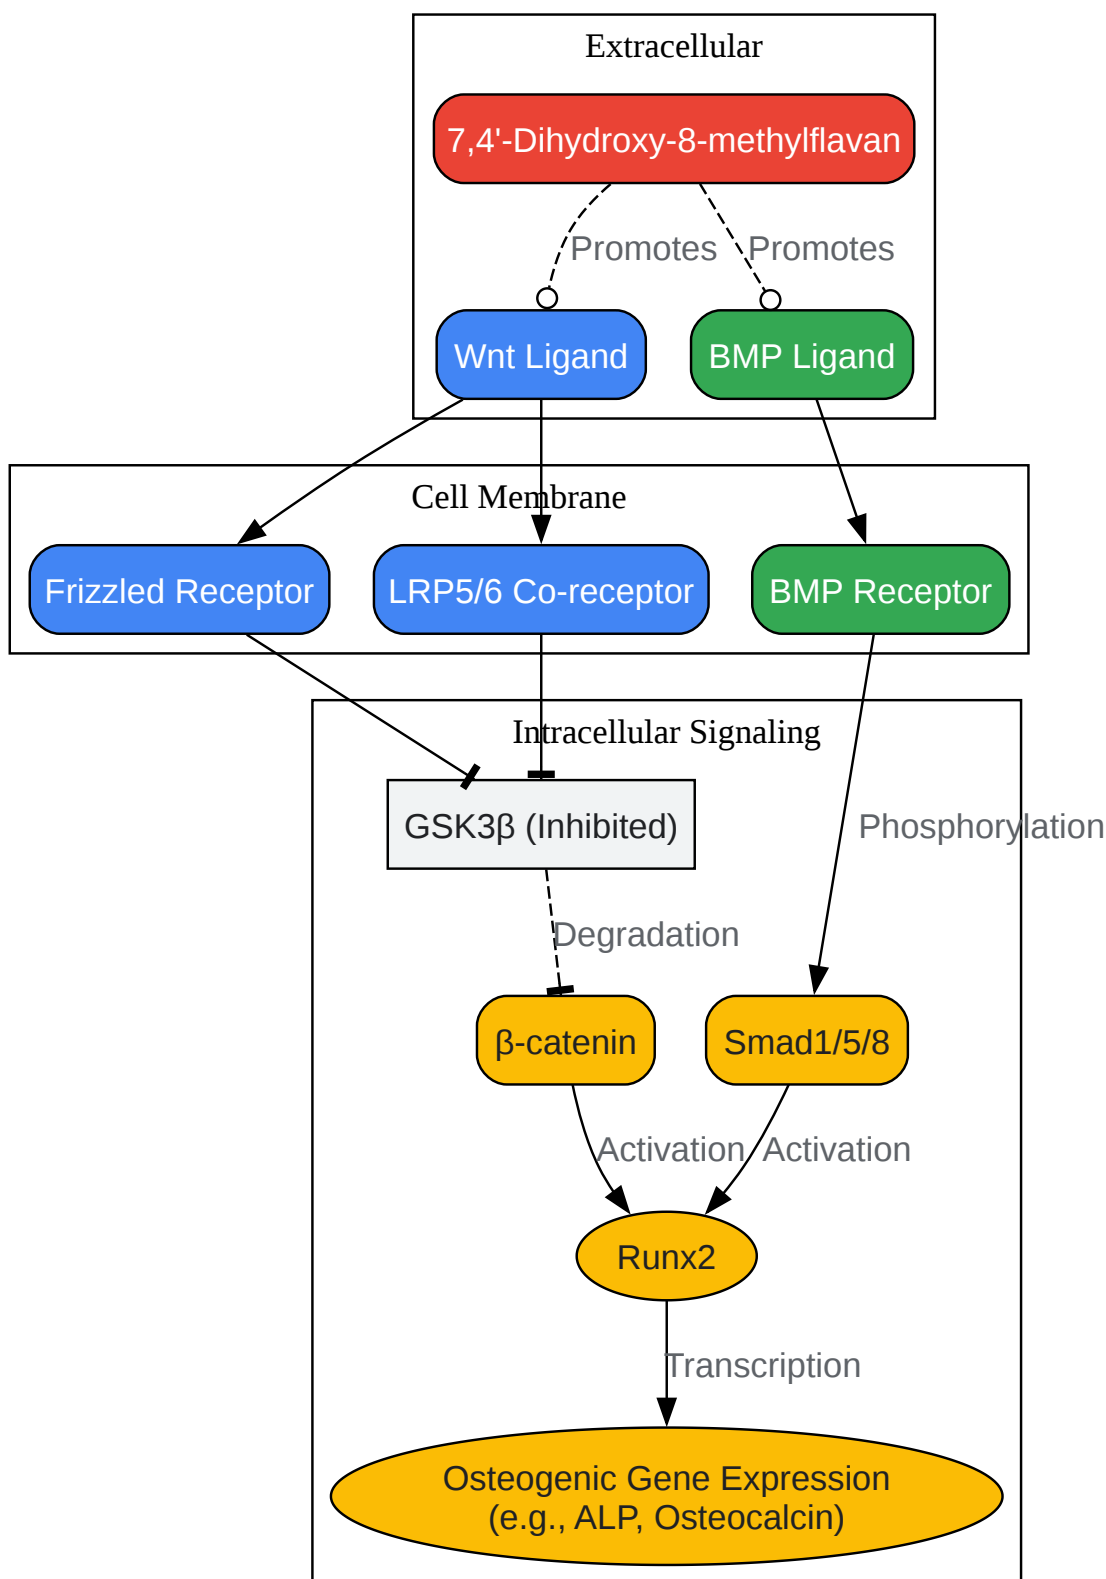 Extracellular
7,4'-Dihydroxy-8-methylflavan
Promotes
Promotes
Wnt Ligand
BMP Ligand
Cell Membrane
Frizzled Receptor
LRP5/6 Co-receptor
BMP Receptor
Intracellular Signaling
GSK3β (Inhibited)
Phosphorylation
Degradation
β-catenin
Smad1/5/8
Activation
Activation
Runx2
Transcription
Osteogenic Gene Expression
(e.g., ALP, Osteocalcin)